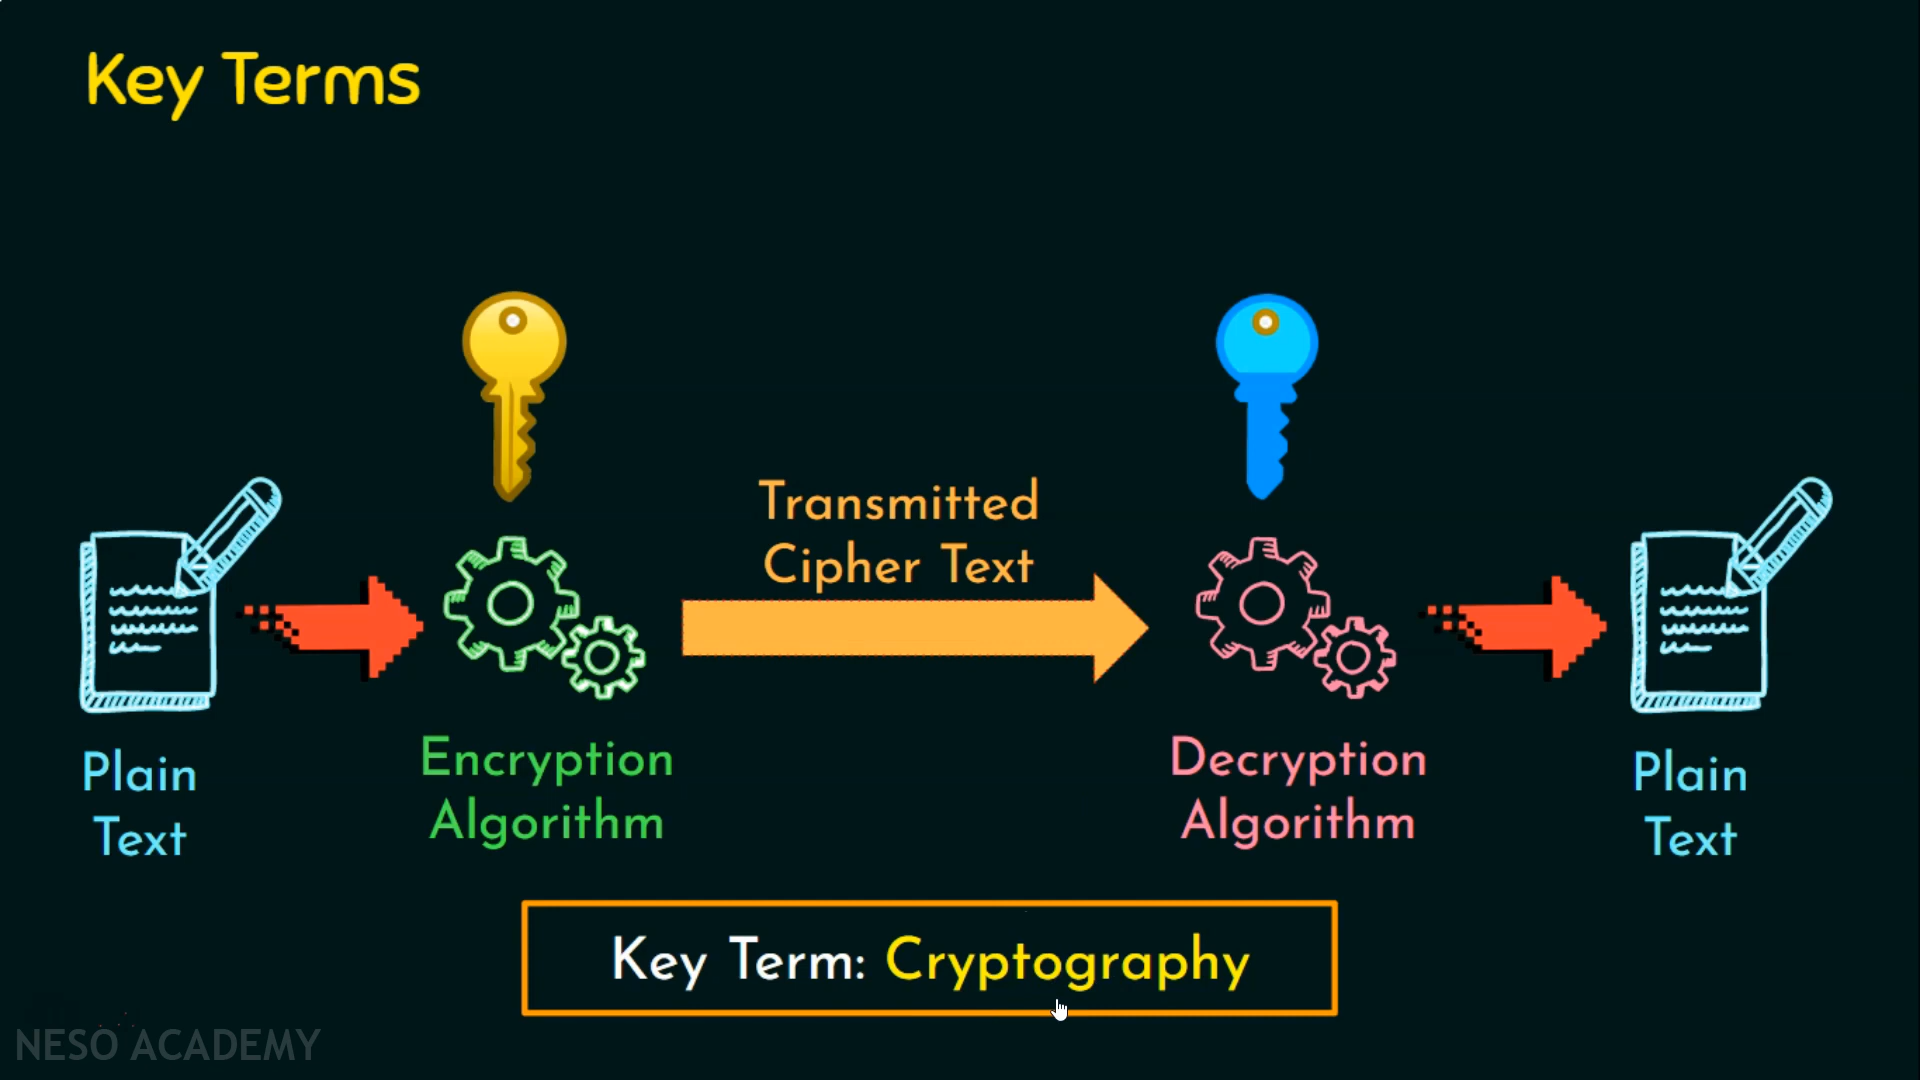 Key Terms
Transmitted
Cipher Text
Plain
Text
Encryption
Algorithm
Decryption
Algorithm
Plain
Text
Key Term: Cryptography
NESO ACADEMY